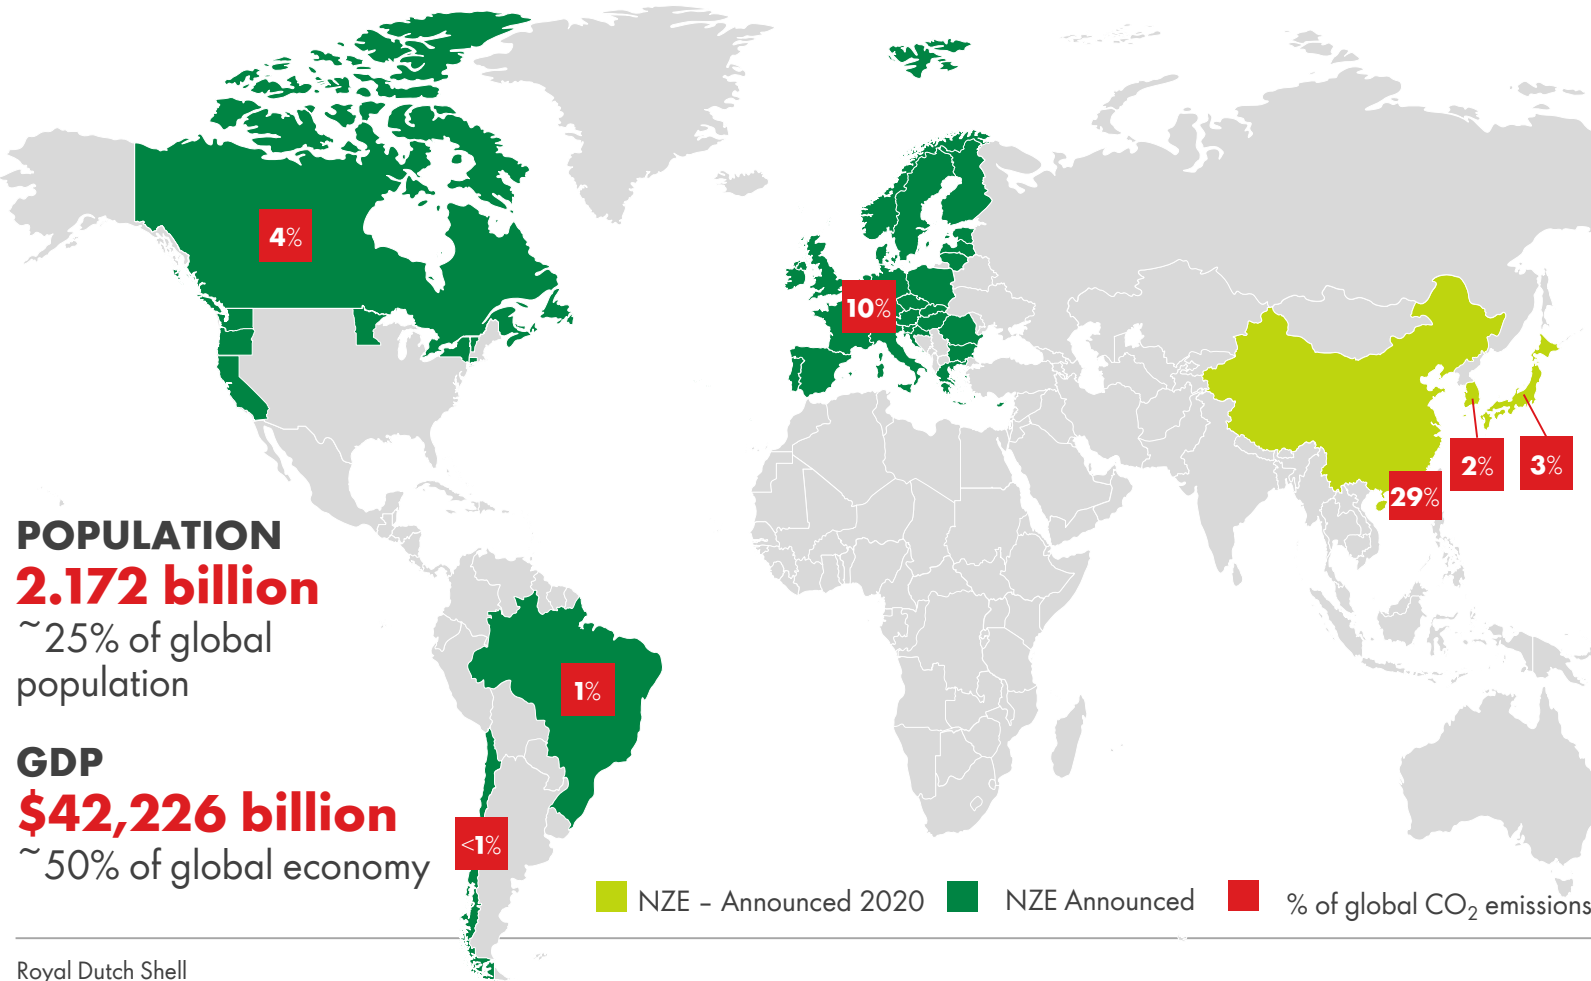 4%
10%
2%
3%
29%
POPULATION
2.172 billion
~25% of global
population
1%
GDP
$42,226 billion
~50% of global economy
<1%
NZE – Announced 2020
NZE Announced
% of global CO₂ emissions
Royal Dutch Shell